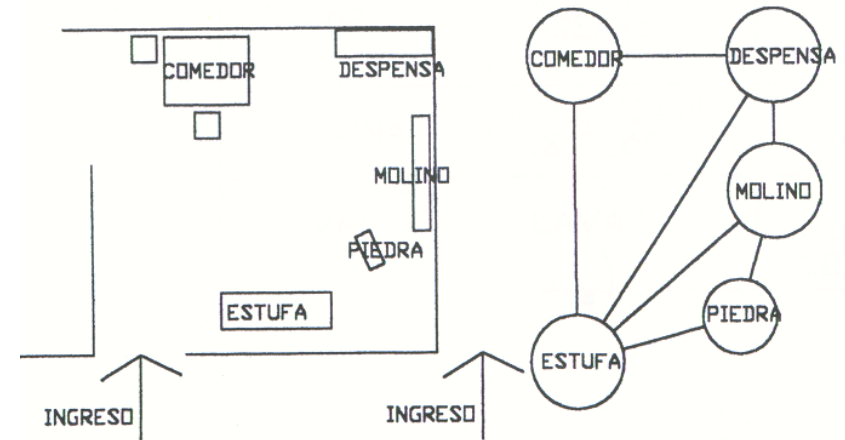 COMEDOR
DESPENSA
MOLINO
PIEDRA
ESTUFA
INGRESO
COMEDOR
DESPENSA
MOLINO
PIEDRA
ESTUFA
INGRESO